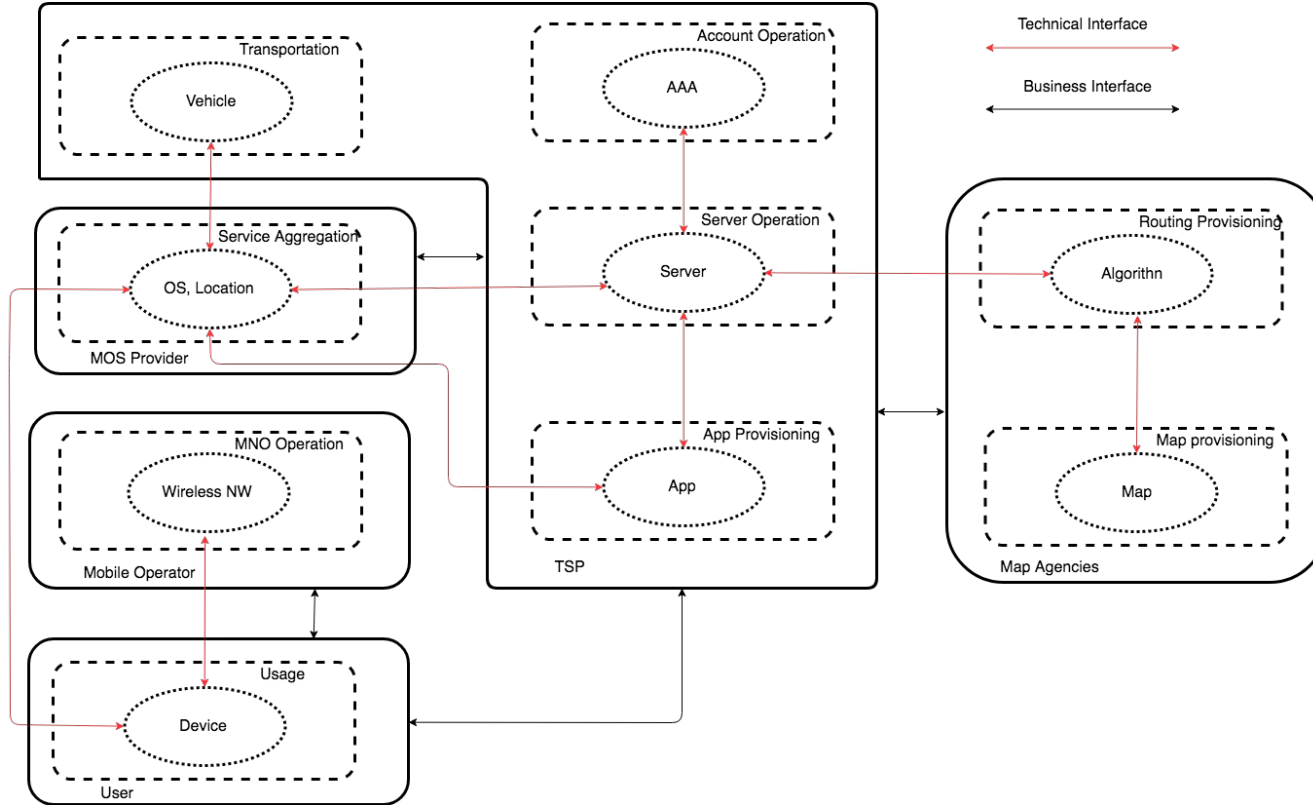 Transportation
Vehicle
Account Operation
AAA
Technical Interface
Business Interface
Service Aggregation
OS, Location
MOS Provider
Server Operation
Server
Routing Provisioning
Algorithn
MNO Operation
Wireless NW
Mobile Operator
App Provisioning
App
TSP
Map provisioning
Map
Map Agencies
Usage
Device
User